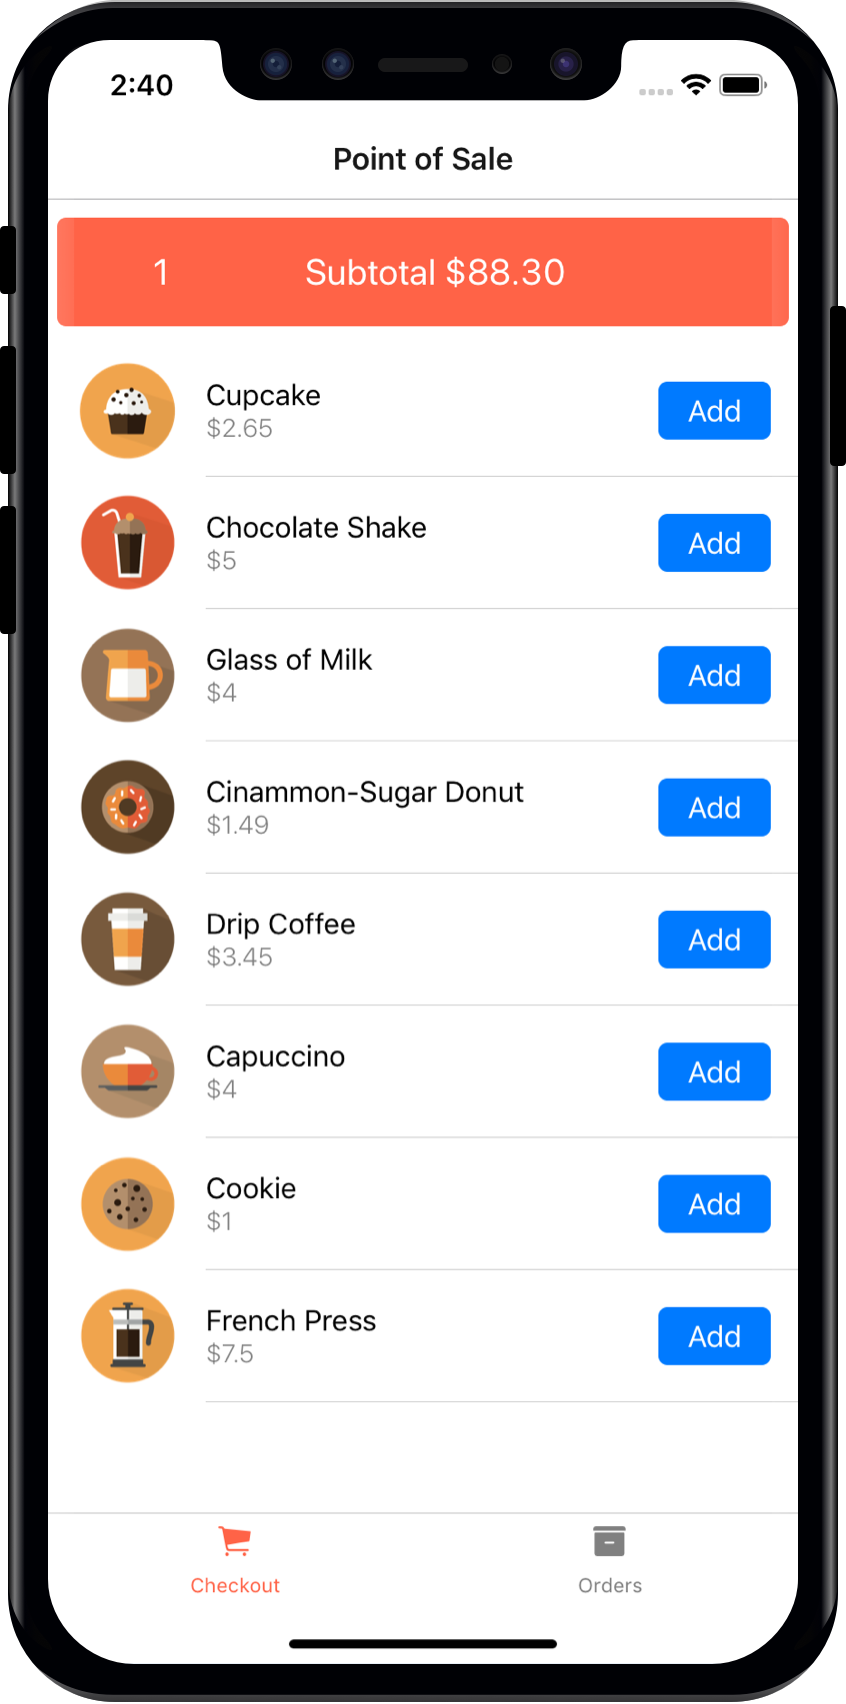 2:40
Point of Sale
1 Subtotal $88.30
Cupcake
$2.65
Add
Chocolate Shake
$5
Add
Glass of Milk
$4
Add
Cinammon-Sugar Donut
$1.49
Add
Drip Coffee
$3.45
Add
Capuccino
$4
Add
Cookie
$1
Add
French Press
$7.5
Add
Checkout Orders